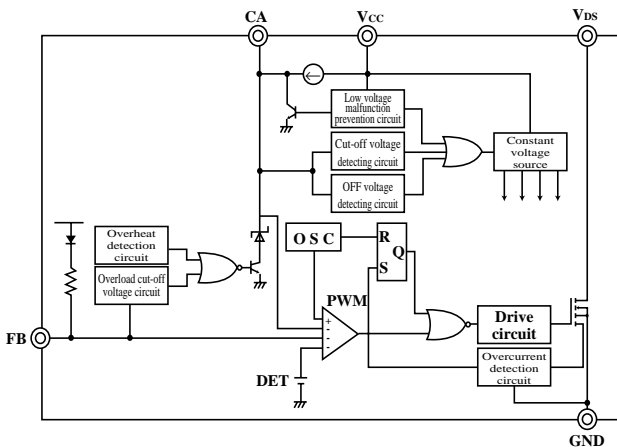 CA
VCC
VDS
Low voltage
malfunction
prevention circuit
Cut-off voltage
detecting circuit
OFF voltage
detecting circuit
Constant
voltage
source
Overheat
detection
circuit
Overload cut-off
voltage circuit
O S C
R
Q
S
PWM
+
-
-
-
Drive
circuit
Overcurrent
detection
circuit
FB
DET
GND